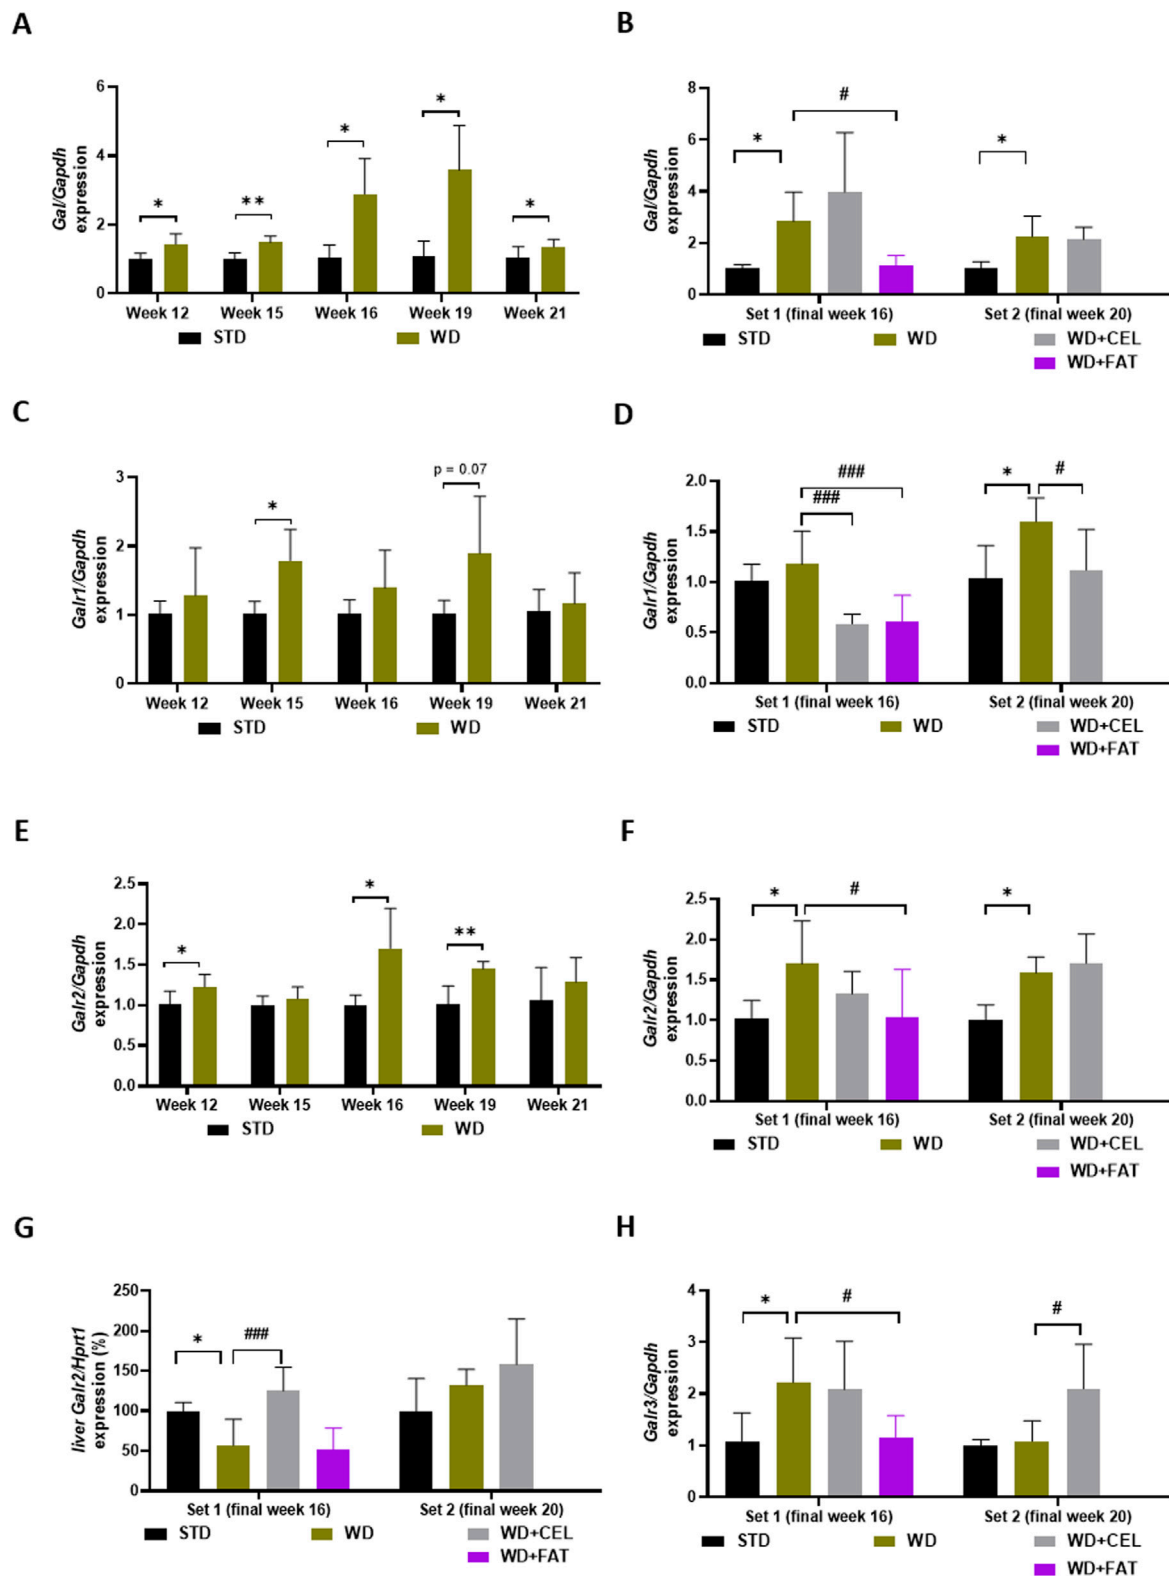 A
Gal/Gapdh
expression
6
4
2
0
*
**
*
*
*
Week 12 Week 15 Week 16 Week 19 Week 21
STD WD
B
Gal/Gapdh
expression
8
6
4
2
0
*
#
*
Set 1 (final week 16) Set 2 (final week 20)
STD WD WD+CEL
WD+FAT
C
Galr1/Gapdh
expression
3
2
1
0
*
p = 0.07
Week 12 Week 15 Week 16 Week 19 Week 21
STD WD
D
Galr1/Gapdh
expression
2.0
1.5
1.0
0.5
0.0
###
###
*
#
Set 1 (final week 16) Set 2 (final week 20)
STD WD WD+CEL
WD+FAT
E
Galr2/Gapdh
expression
2.5
2.0
1.5
1.0
0.5
0.0
*
*
**
Week 12 Week 15 Week 16 Week 19 Week 21
STD WD
F
Galr2/Gapdh
expression
2.5
2.0
1.5
1.0
0.5
0.0
*
#
*
Set 1 (final week 16) Set 2 (final week 20)
STD WD WD+CEL
WD+FAT
G
liver Galr2/Hprt1
expression (%)
250
200
150
100
50
0
*
###
Set 1 (final week 16) Set 2 (final week 20)
STD WD WD+CEL
WD+FAT
H
Galr3/Gapdh
expression
4
3
2
1
0
*
#
#
Set 1 (final week 16) Set 2 (final week 20)
STD WD WD+CEL
WD+FAT